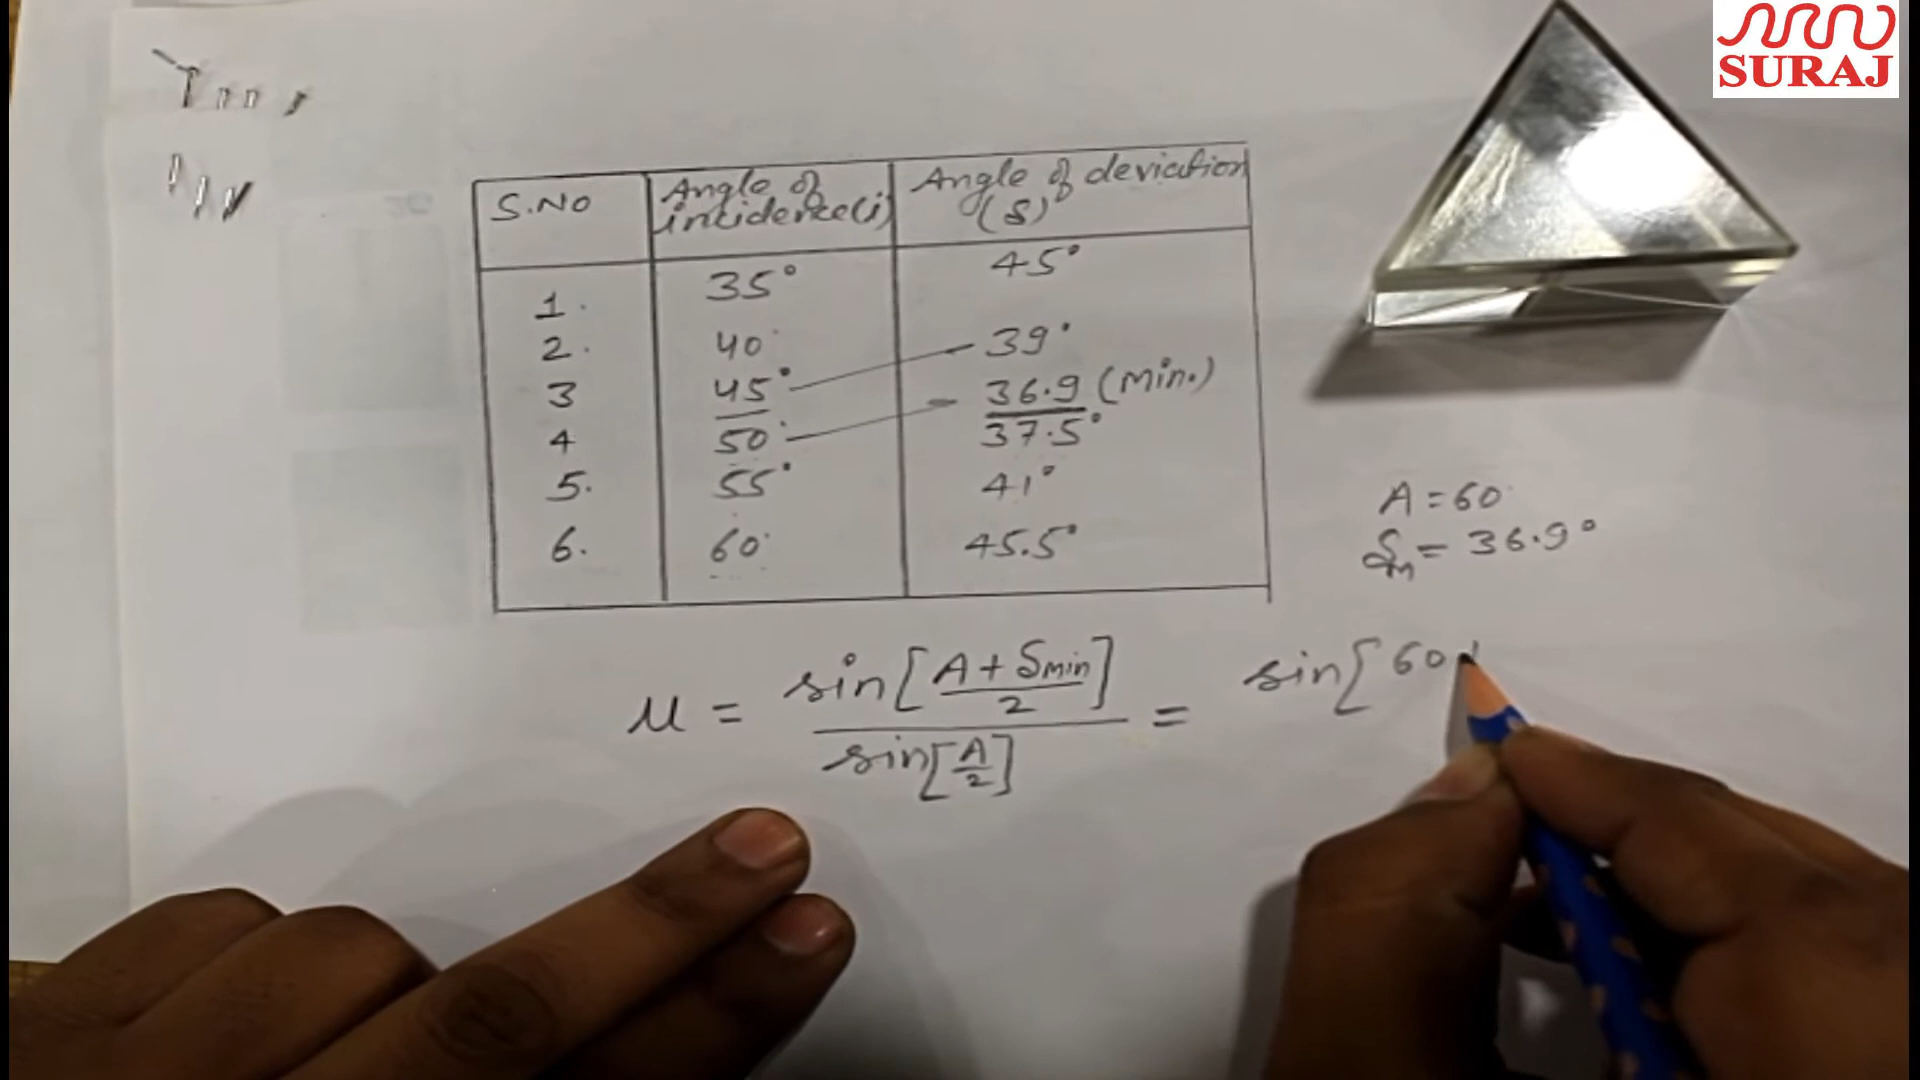 SURAJ
S.NO Angle of incidence(i) Angle of deviation (δ)
1. 35° 45°
2. 40° 39°
3 45° 36.9 (Min.)
4 50° 37.5°
5. 55° 41°
6. 60° 45.5°
A = 60
δm = 36.9°
μ = sin[A + δmin / 2] / sin[A / 2] = sin[60 +